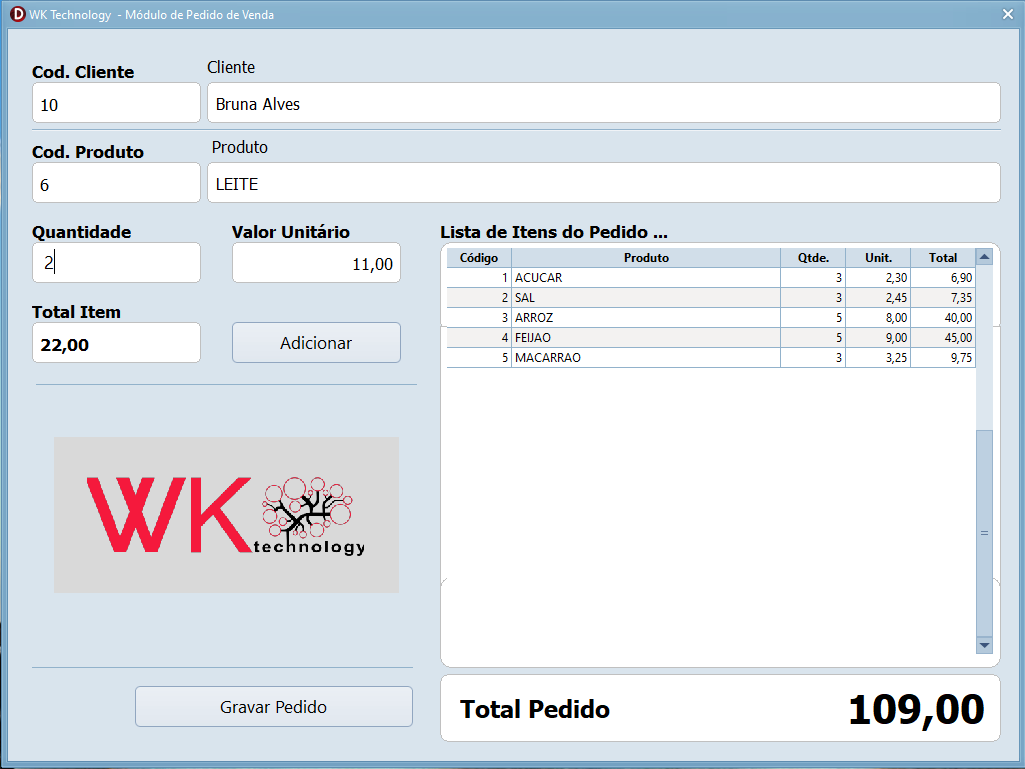 WK Technology - Módulo de Pedido de Venda
Cod. Cliente
Cliente
10
Bruna Alves
Cod. Produto
Produto
6
LEITE
Quantidade
Valor Unitário
2
11,00
Total Item
22,00
Adicionar
Lista de Itens do Pedido ...
Código Produto Qtde. Unit. Total
1 ACUCAR 3 2,30 6,90
2 SAL 3 2,45 7,35
3 ARROZ 5 8,00 40,00
4 FEIJAO 5 9,00 45,00
5 MACARRAO 3 3,25 9,75
WK
technology
Gravar Pedido
Total Pedido 109,00